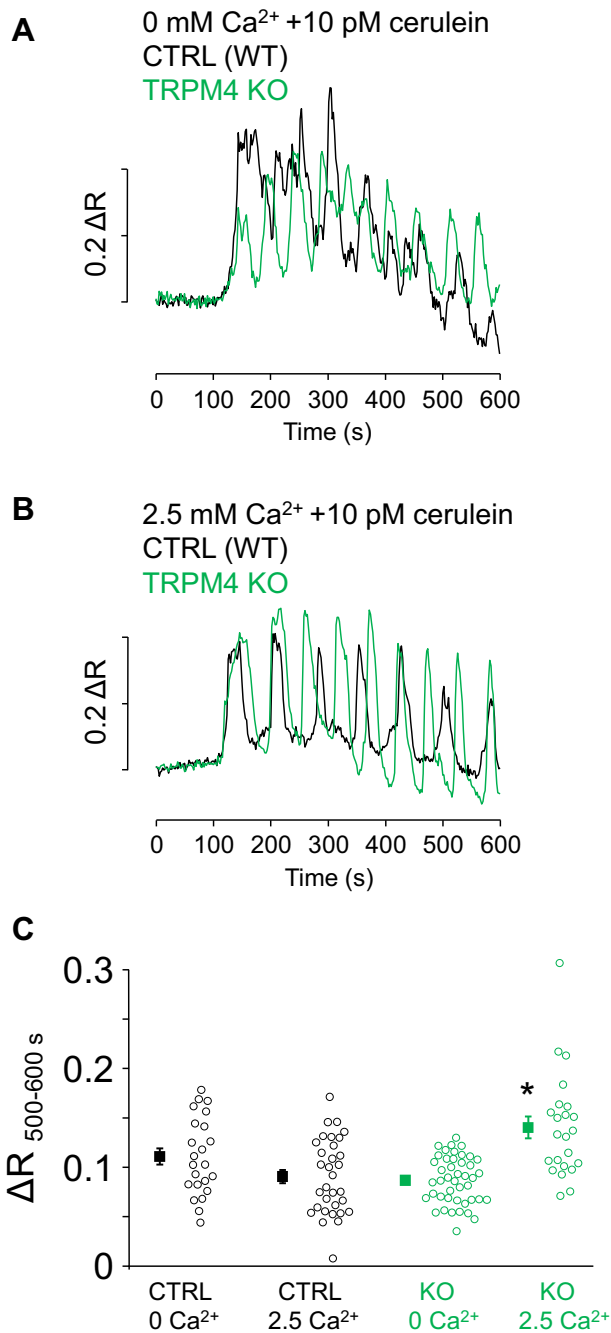 A
0 mM Ca²⁺ +10 pM cerulein
CTRL (WT)
TRPM4 KO
0.2 ΔR
0 100 200 300 400 500 600
Time (s)
B
2.5 mM Ca²⁺ +10 pM cerulein
CTRL (WT)
TRPM4 KO
0.2 ΔR
0 100 200 300 400 500 600
Time (s)
C
ΔR 500-600 s
0.3
0.2
0.1
0
*
CTRL CTRL KO KO
0 Ca²⁺ 2.5 Ca²⁺ 0 Ca²⁺ 2.5 Ca²⁺